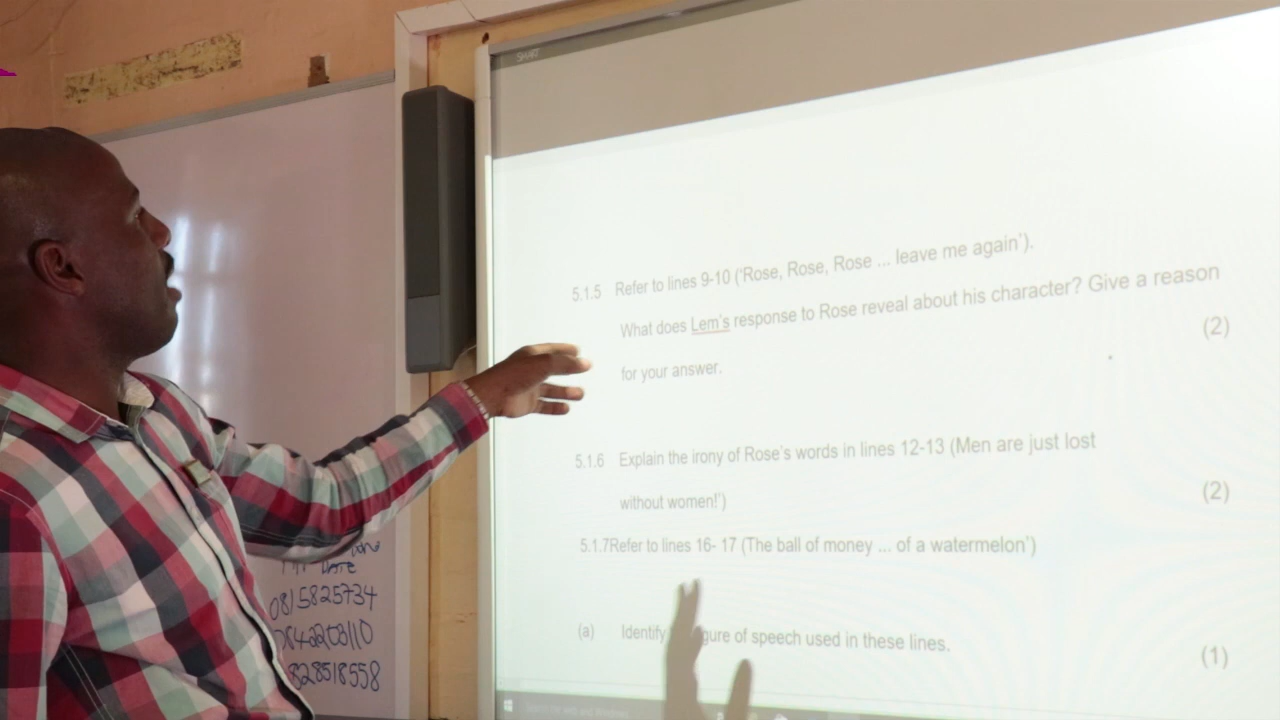 SMART
5.1.5 Refer to lines 9-10 (‘Rose, Rose, Rose ... leave me again’).
What does Lem's response to Rose reveal about his character? Give a reason
for your answer. (2)
5.1.6 Explain the irony of Rose's words in lines 12-13 (Men are just lost
without women!’) (2)
5.1.7Refer to lines 16- 17 (The ball of money ... of a watermelon’)
(a) Identify gure of speech used in these lines. (1)
0815825734
0842203110
828518558